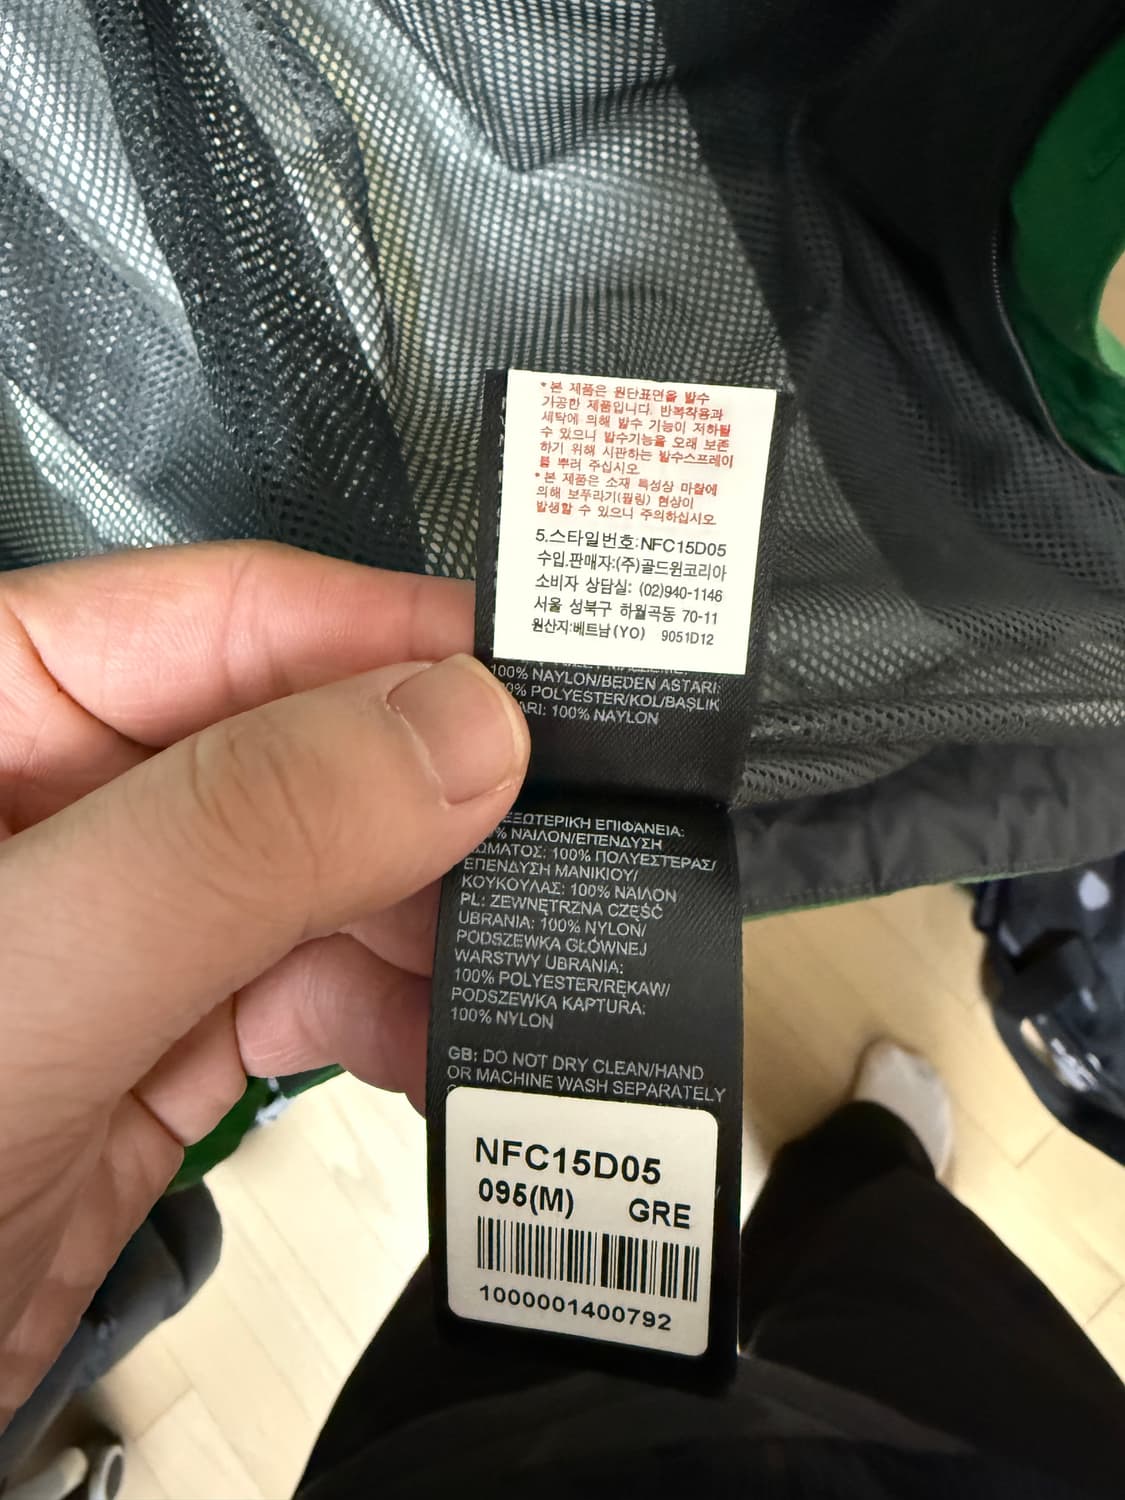 *본 제품은 원단표면을 발수
가공한 제품입니다. 반복착용과
세탁에 의해 발수 기능이 저하될
수 있으니 발수기능을 오래 보존
하기 위해 시판하는 발수스프레이
를 뿌려 주십시오.
*본 제품은 소재 특성상 마찰에
의해 보푸라기(필링) 현상이
발생할 수 있으니 주의하십시오.
5.스타일번호:NFC15D05
수입.판매자:(주)골드윈코리아
소비자 상담실: (02)940-1146
서울 성북구 하월곡동 70-11
원산지:베트남(YO) 9051D12
100% NAYLON/BEDEN ASTARI:
% POLYESTER/KOL/BAŞLIK
ARI: 100% NAYLON
ΕΞΩΤΕΡΙΚΗ ΕΠΙΦΑΝΕΙΑ:
% ΝΑΙΛΟΝ/ΕΠΕΝΔΥΣΗ
ΩΜΑΤΟΣ: 100% ΠΟΛΥΕΣΤΕΡΑΣ/
ΕΠΕΝΔΥΣΗ ΜΑΝΙΚΙΟΥ/
ΚΟΥΚΟΥΛΑΣ: 100% ΝΑΙΛΟΝ
PL: ZEWNĘTRZNA CZĘŚĆ
UBRANIA: 100% NYLON/
PODSZEWKA GŁÓWNEJ
WARSTWY UBRANIA:
100% POLYESTER/RĘKAW/
PODSZEWKA KAPTURA:
100% NYLON
GB: DO NOT DRY CLEAN/HAND
OR MACHINE WASH SEPARATELY
NFC15D05
095(M) GRE
1000001400792